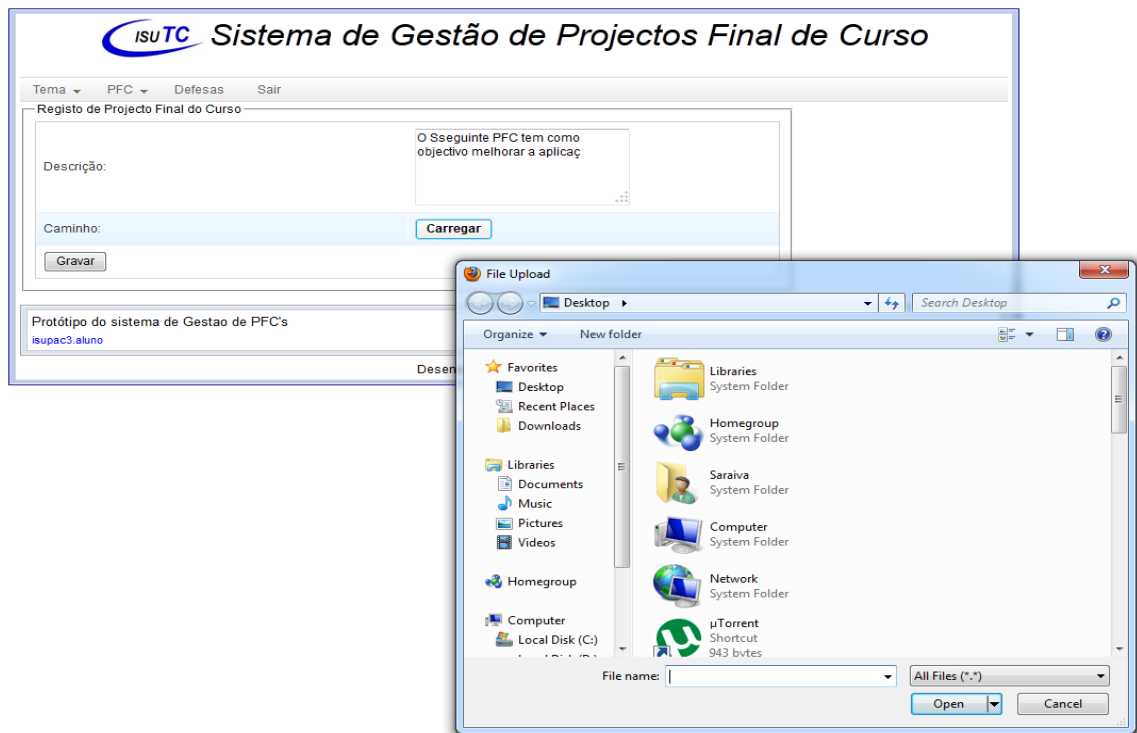 ISUTC Sistema de Gestão de Projectos Final de Curso
Tema PFC Defesas Sair
Registo de Projecto Final do Curso
Descrição:
O Sseguinte PFC tem como
objectivo melhorar a aplicaç
Caminho:
Carregar
Gravar
Protótipo do sistema de Gestao de PFC's
isupac3.aluno
Desen
File Upload
Desktop
Search Desktop
Organize
New folder
Favorites
Desktop
Recent Places
Downloads
Libraries
Documents
Music
Pictures
Videos
Homegroup
Computer
Local Disk (C:)
Libraries
System Folder
Homegroup
System Folder
Saraiva
System Folder
Computer
System Folder
Network
System Folder
µTorrent
Shortcut
943 bytes
File name:
All Files (*.*)
Open
Cancel